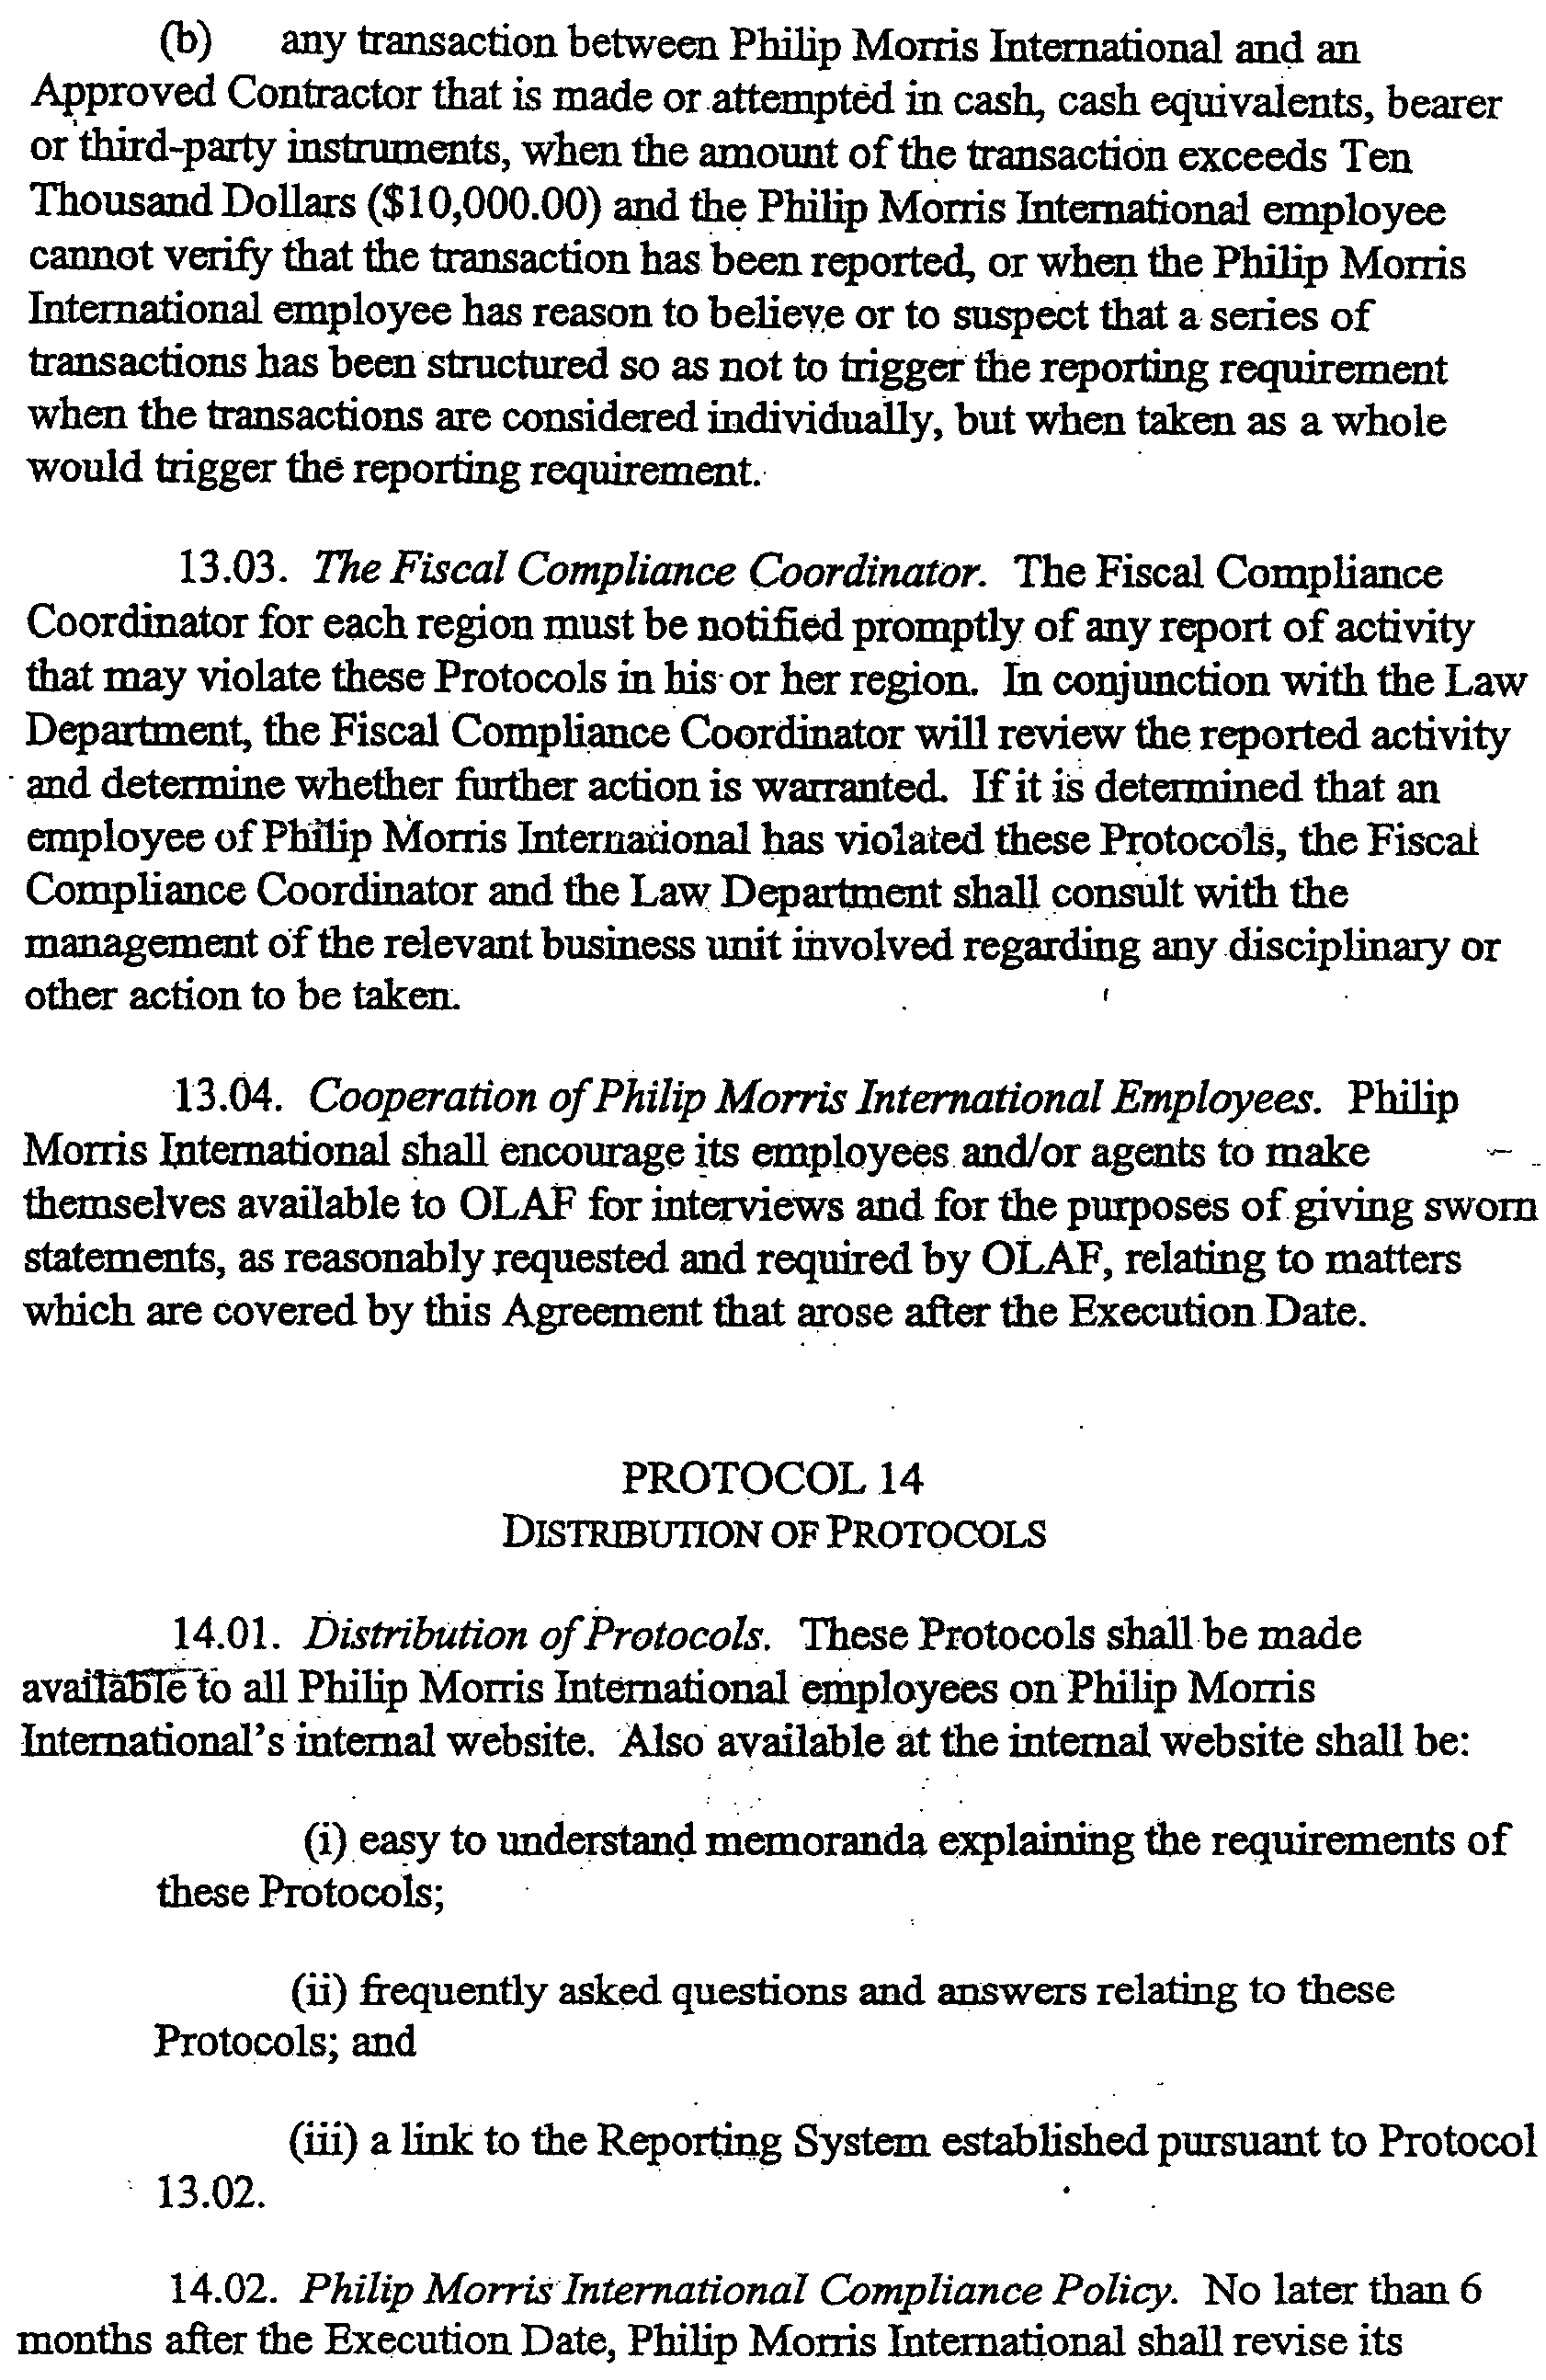 (b) any transaction between Philip Morris International and an
Approved Contractor that is made or attempted in cash, cash equivalents, bearer
or third-party instruments, when the amount of the transaction exceeds Ten
Thousand Dollars ($10,000.00) and the Philip Morris International employee
cannot verify that the transaction has been reported, or when the Philip Morris
International employee has reason to believe or to suspect that a series of
transactions has been structured so as not to trigger the reporting requirement
when the transactions are considered individually, but when taken as a whole
would trigger the reporting requirement.
13.03. The Fiscal Compliance Coordinator. The Fiscal Compliance
Coordinator for each region must be notified promptly of any report of activity
that may violate these Protocols in his or her region. In conjunction with the Law
Department, the Fiscal Compliance Coordinator will review the reported activity
and determine whether further action is warranted. If it is determined that an
employee of Philip Morris International has violated these Protocols, the Fiscal
Compliance Coordinator and the Law Department shall consult with the
management of the relevant business unit involved regarding any disciplinary or
other action to be taken.
13.04. Cooperation of Philip Morris International Employees. Philip
Morris International shall encourage its employees and/or agents to make
themselves available to OLAF for interviews and for the purposes of giving sworn
statements, as reasonably requested and required by OLAF, relating to matters
which are covered by this Agreement that arose after the Execution Date.
PROTOCOL 14
DISTRIBUTION OF PROTOCOLS
14.01. Distribution of Protocols. These Protocols shall be made
available to all Philip Morris International employees on Philip Morris
International's internal website. Also available at the internal website shall be:
(i) easy to understand memoranda explaining the requirements of
these Protocols;
(ii) frequently asked questions and answers relating to these
Protocols; and
(iii) a link to the Reporting System established pursuant to Protocol
13.02.
14.02. Philip Morris International Compliance Policy. No later than 6
months after the Execution Date, Philip Morris International shall revise its